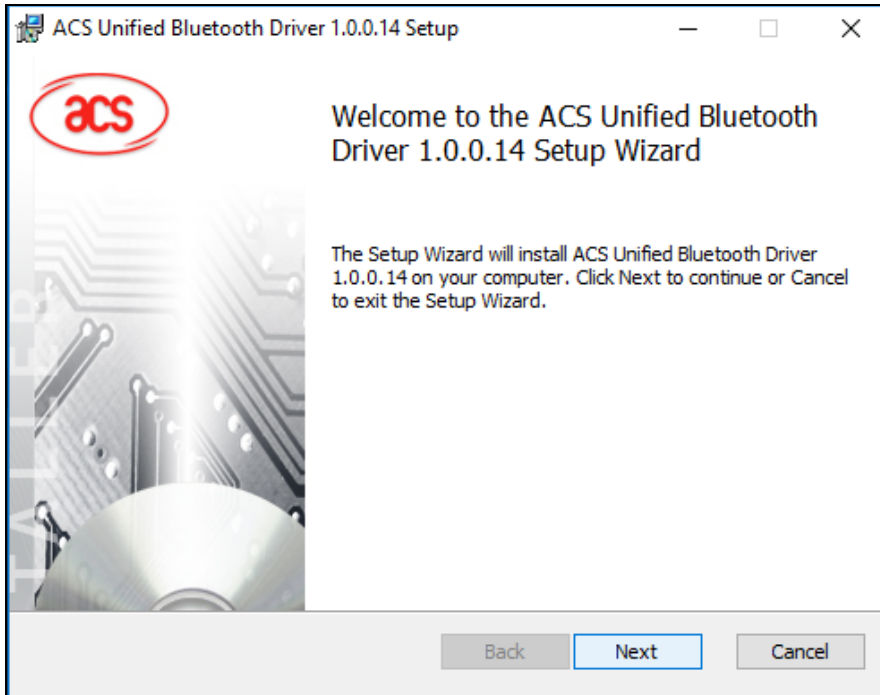 ACS Unified Bluetooth Driver 1.0.0.14 Setup
acs
Welcome to the ACS Unified Bluetooth
Driver 1.0.0.14 Setup Wizard
The Setup Wizard will install ACS Unified Bluetooth Driver
1.0.0.14 on your computer. Click Next to continue or Cancel
to exit the Setup Wizard.
TALLER
Back
Next
Cancel